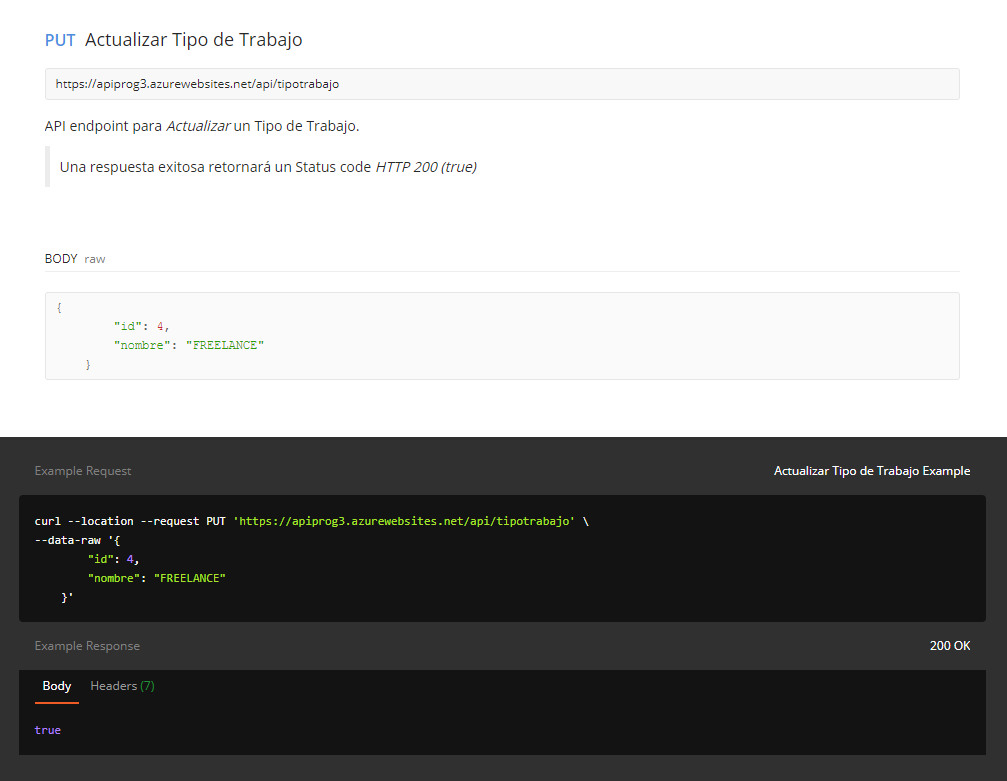 PUT Actualizar Tipo de Trabajo
https://apiprog3.azurewebsites.net/api/tipotrabajo
API endpoint para Actualizar un Tipo de Trabajo.
Una respuesta exitosa retornará un Status code HTTP 200 (true)
BODY raw
{
"id": 4,
"nombre": "FREELANCE"
}
Example Request
Actualizar Tipo de Trabajo Example
curl --location --request PUT 'https://apiprog3.azurewebsites.net/api/tipotrabajo' \
--data-raw '{
"id": 4,
"nombre": "FREELANCE"
}'
Example Response
200 OK
Body Headers (7)
true